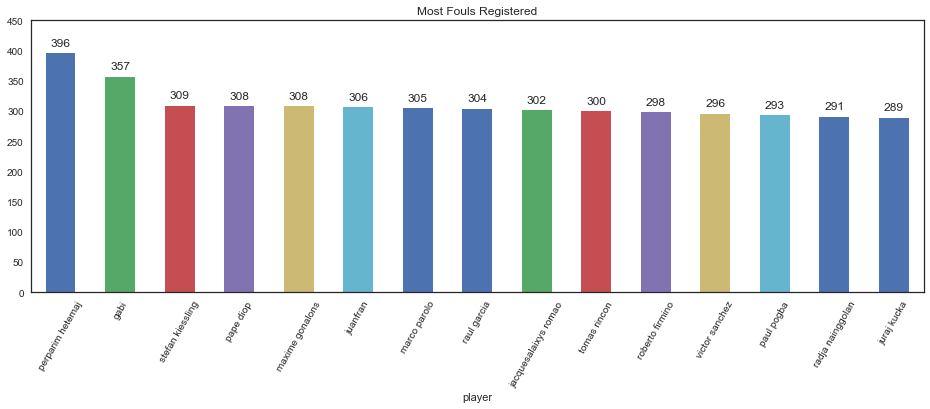 Most Fouls Registered
450
400
350
300
250
200
150
100
50
0
396
357
309
308
308
306
305
304
302
300
298
296
293
291
289
perparim hetemaj
gabi
stefan kiessling
pape diop
maxime gonalons
juanfran
marco parolo
raul garcia
jacquesalaixys romao
tomas rincon
roberto firmino
victor sanchez
paul pogba
radja nainggolan
juraj kucka
player